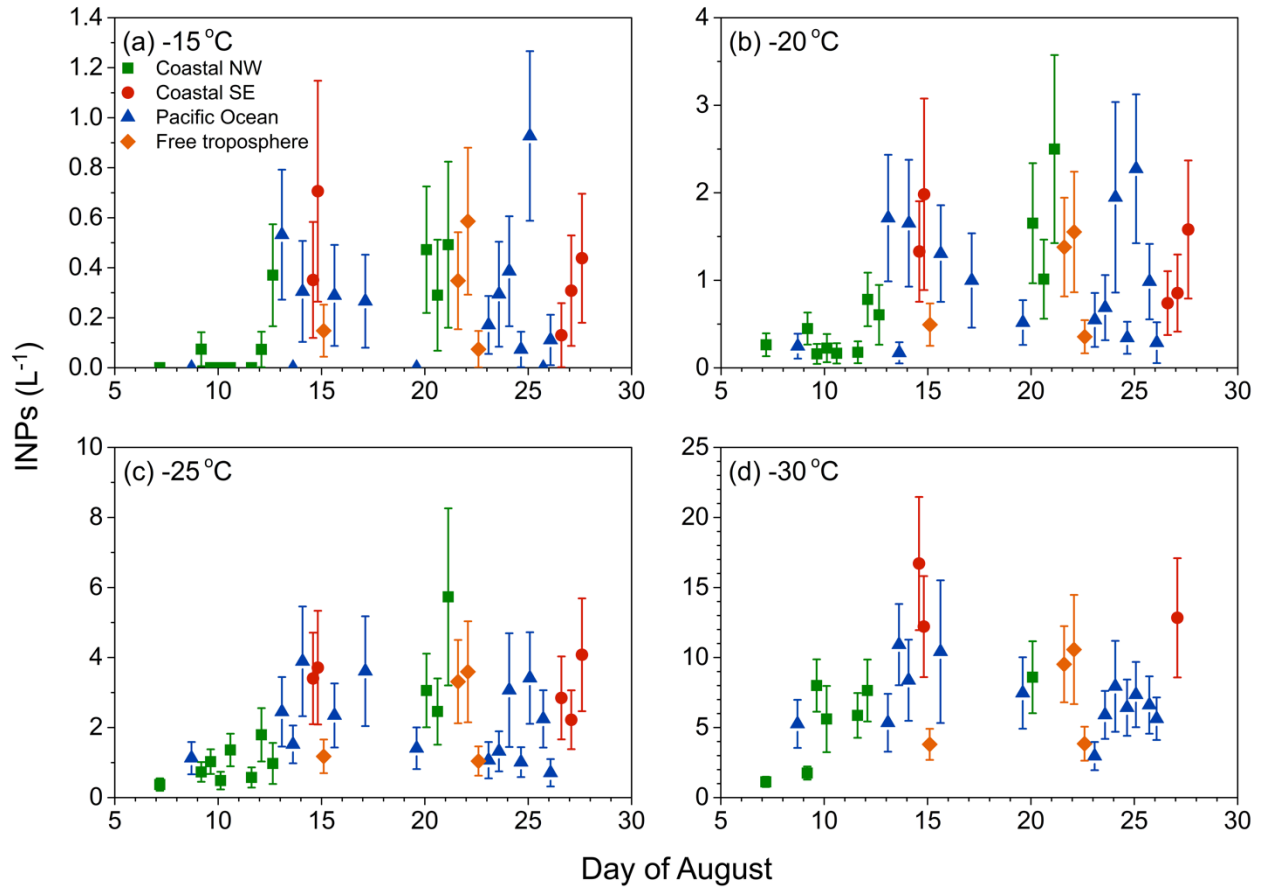 (a) -15 °C
Coastal NW
Coastal SE
Pacific Ocean
Free troposphere
1.4
1.2
1.0
0.8
0.6
0.4
0.2
0.0
5 10 15 20 25 30
(b) -20 °C
4
3
2
1
0
5 10 15 20 25 30
INPs (L⁻¹)
(c) -25 °C
10
8
6
4
2
0
5 10 15 20 25 30
(d) -30 °C
25
20
15
10
5
0
5 10 15 20 25 30
Day of August